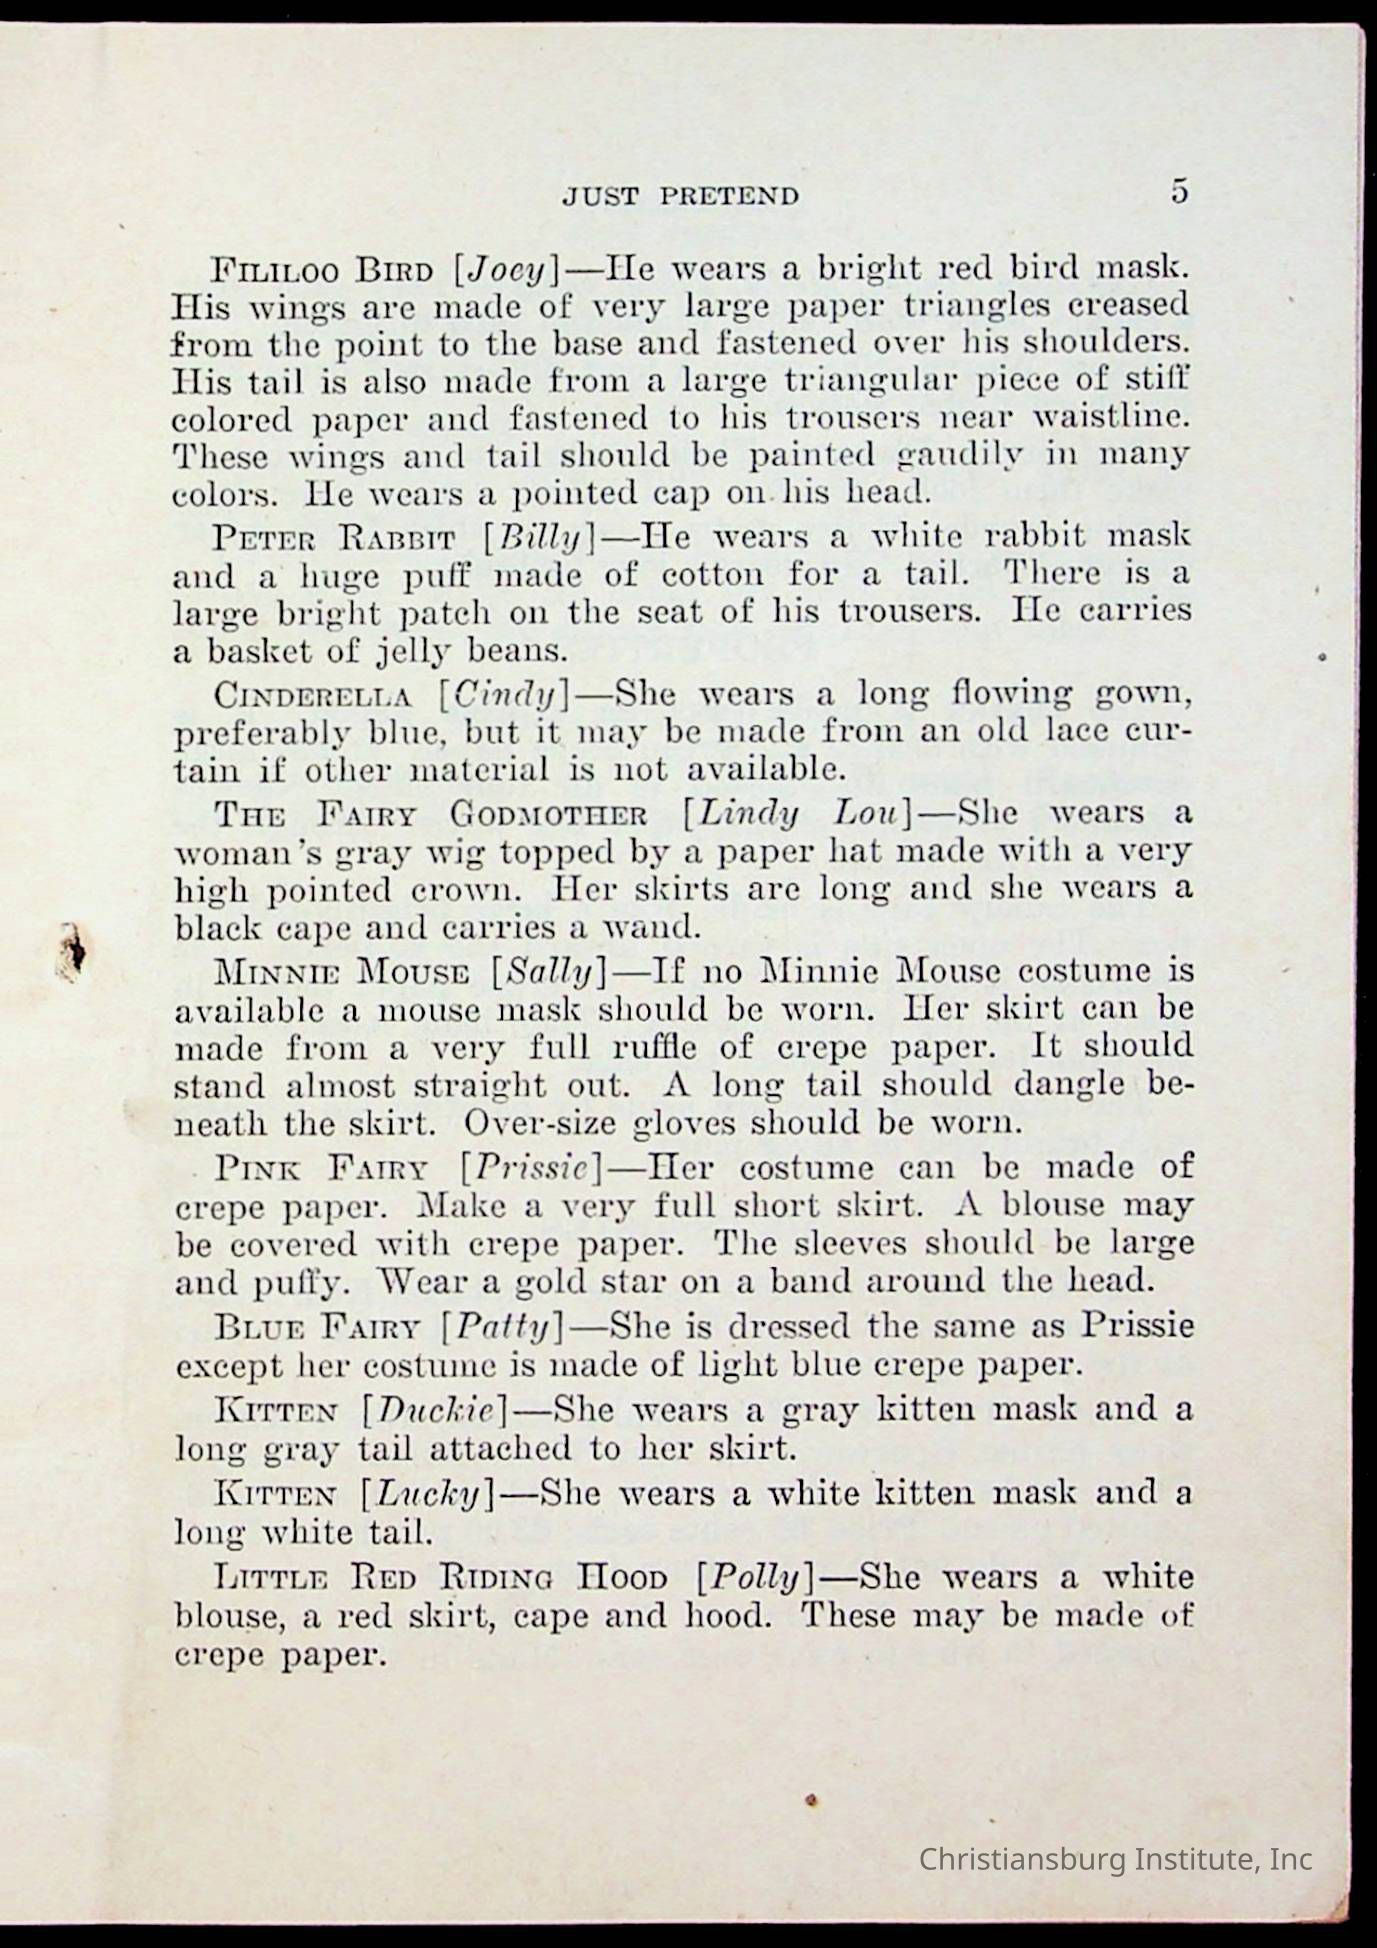 JUST PRETEND 5
FILILOO BIRD [Joey]—He wears a bright red bird mask.
His wings are made of very large paper triangles creased
from the point to the base and fastened over his shoulders.
His tail is also made from a large triangular piece of stiff
colored paper and fastened to his trousers near waistline.
These wings and tail should be painted gaudily in many
colors. He wears a pointed cap on his head.
PETER RABBIT [Billy]—He wears a white rabbit mask
and a huge puff made of cotton for a tail. There is a
large bright patch on the seat of his trousers. He carries
a basket of jelly beans.
CINDERELLA [Cindy]—She wears a long flowing gown,
preferably blue, but it may be made from an old lace cur-
tain if other material is not available.
THE FAIRY GODMOTHER [Lindy Lou]—She wears a
woman's gray wig topped by a paper hat made with a very
high pointed crown. Her skirts are long and she wears a
black cape and carries a wand.
MINNIE MOUSE [Sally]—If no Minnie Mouse costume is
available a mouse mask should be worn. Her skirt can be
made from a very full ruffle of crepe paper. It should
stand almost straight out. A long tail should dangle be-
neath the skirt. Over-size gloves should be worn.
PINK FAIRY [Prissie]—Her costume can be made of
crepe paper. Make a very full short skirt. A blouse may
be covered with crepe paper. The sleeves should be large
and puffy. Wear a gold star on a band around the head.
BLUE FAIRY [Patty]—She is dressed the same as Prissie
except her costume is made of light blue crepe paper.
KITTEN [Duckie]—She wears a gray kitten mask and a
long gray tail attached to her skirt.
KITTEN [Lucky]—She wears a white kitten mask and a
long white tail.
LITTLE RED RIDING HOOD [Polly]—She wears a white
blouse, a red skirt, cape and hood. These may be made of
crepe paper.
Christiansburg Institute, Inc